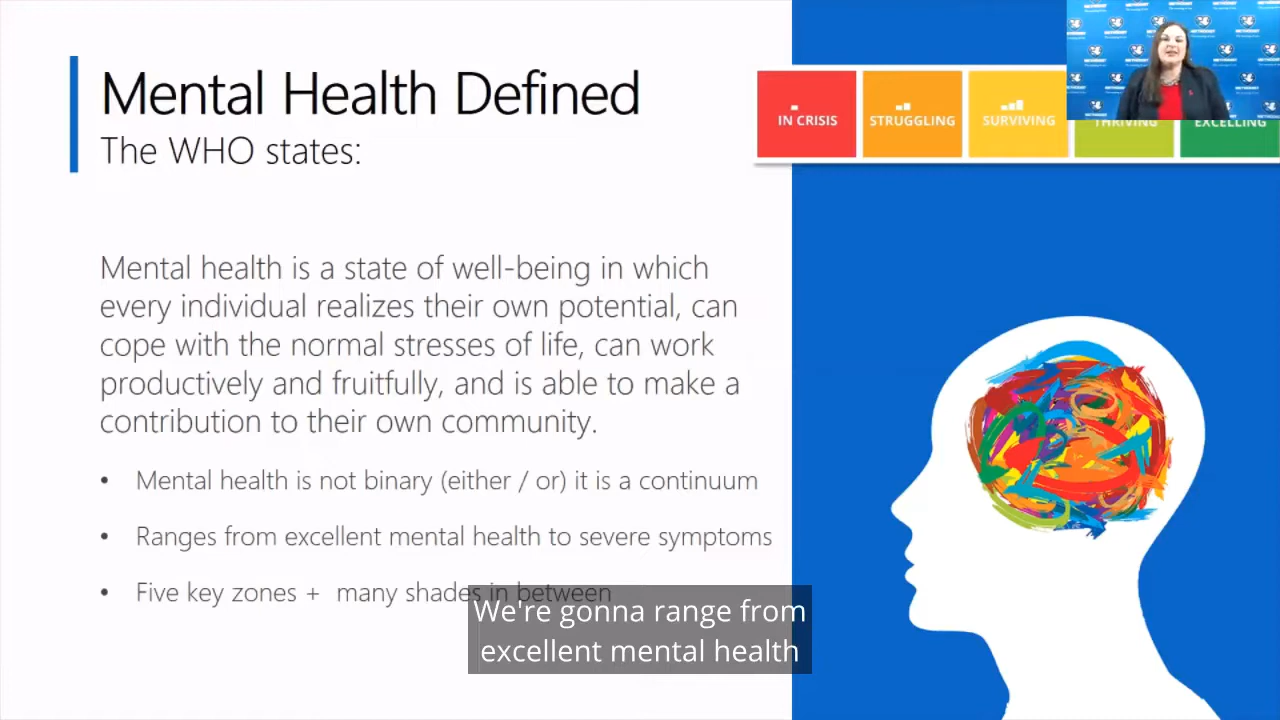 Mental Health Defined
The WHO states:
IN CRISIS
STRUGGLING
SURVIVING
THRIVING
EXCELLING
Mental health is a state of well-being in which
every individual realizes their own potential, can
cope with the normal stresses of life, can work
productively and fruitfully, and is able to make a
contribution to their own community.
• Mental health is not binary (either / or) it is a continuum
• Ranges from excellent mental health to severe symptoms
• Five key zones + many shades in between
We're gonna range from
excellent mental health